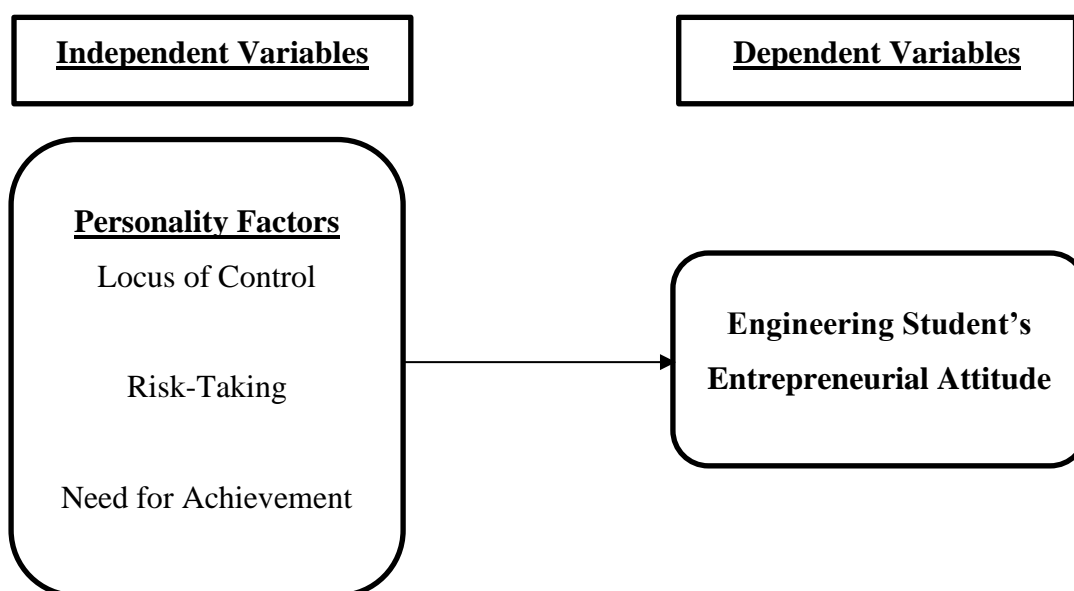 Independent Variables
Dependent Variables
Personality Factors
Locus of Control
Risk-Taking
Need for Achievement
Engineering Student’s
Entrepreneurial Attitude